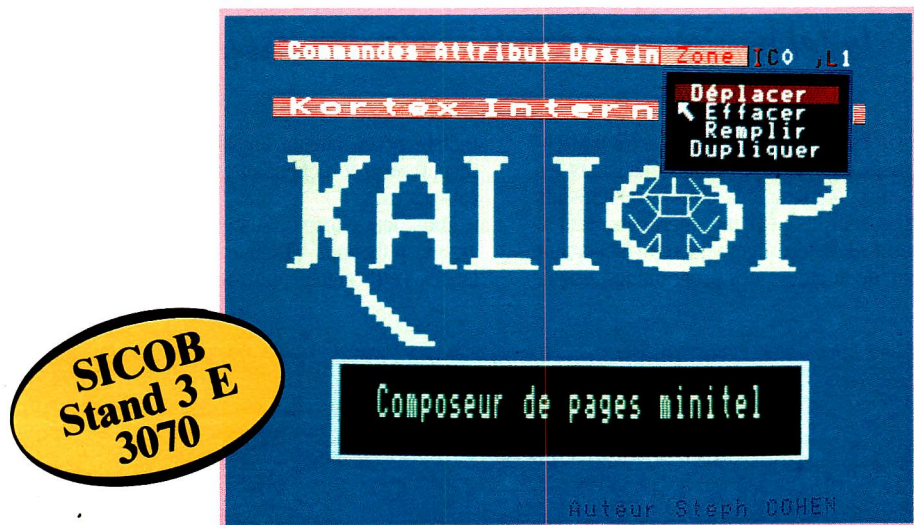 Commandes Attribut Dessin Zone IC0 ,L1
Déplacer
Effacer
Remplir
Dupliquer
Kortex Intern
KALIOP
SICOB
Stand 3 E
3070
Composeur de pages minitel
Auteur Steph COHEN